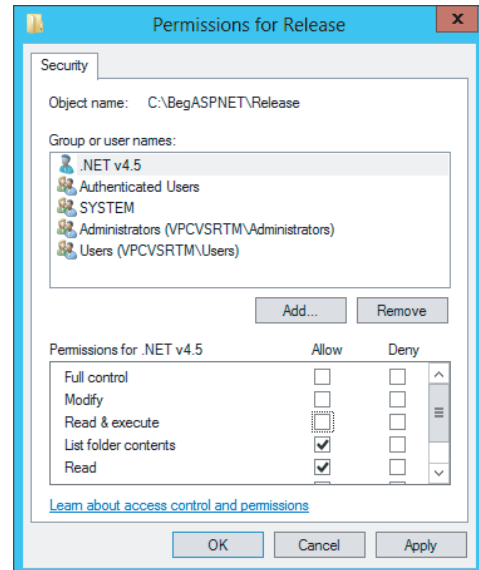 Permissions for Release
x
Security
Object name: C:\BegASPNET\Release
Group or user names:
.NET v4.5
Authenticated Users
SYSTEM
Administrators (VPCVSRTM\Administrators)
Users (VPCVSRTM\Users)
Add... Remove
Permissions for .NET v4.5 Allow Deny
Full control
Modify
Read & execute
List folder contents
Read
Learn about access control and permissions
OK Cancel Apply